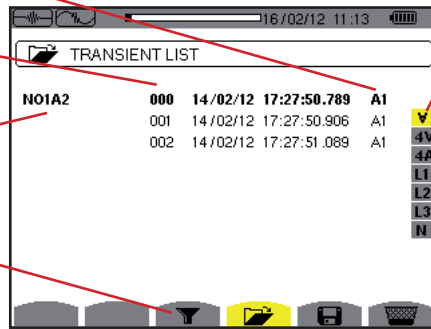 16/02/12 11:13
TRANSIENT LIST
NO1A2 000 14/02/12 17:27:50.789 A1
001 14/02/12 17:27:50.906 A1
002 14/02/12 17:27:51.089 A1
∀
4V
4A
L1
L2
L3
N